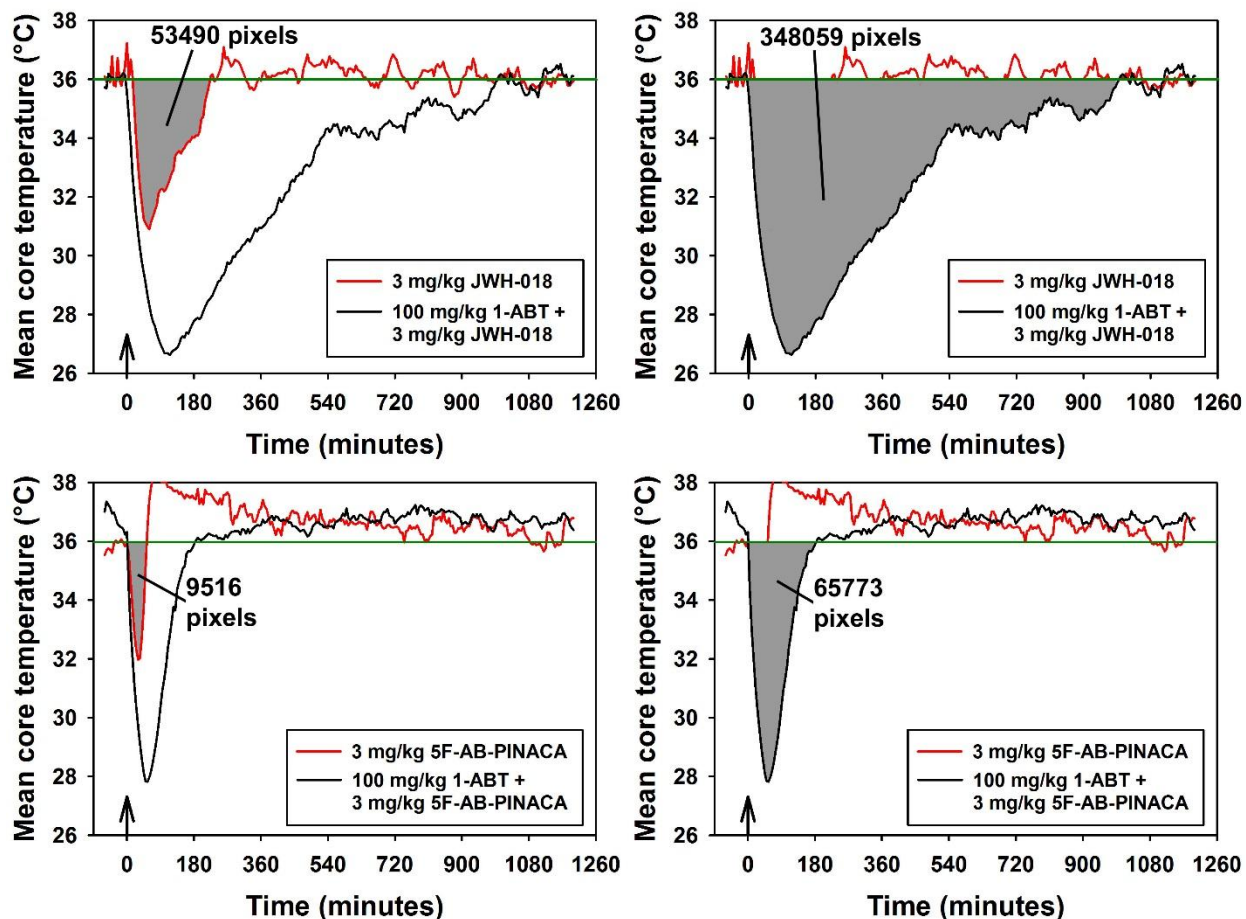 38
36
34
32
30
28
26
Mean core temperature (°C)
53490 pixels
3 mg/kg JWH-018
100 mg/kg 1-ABT +
3 mg/kg JWH-018
0 180 360 540 720 900 1080 1260
Time (minutes)
38
36
34
32
30
28
26
Mean core temperature (°C)
348059 pixels
3 mg/kg JWH-018
100 mg/kg 1-ABT +
3 mg/kg JWH-018
0 180 360 540 720 900 1080 1260
Time (minutes)
38
36
34
32
30
28
26
Mean core temperature (°C)
9516
pixels
3 mg/kg 5F-AB-PINACA
100 mg/kg 1-ABT +
3 mg/kg 5F-AB-PINACA
0 180 360 540 720 900 1080 1260
Time (minutes)
38
36
34
32
30
28
26
Mean core temperature (°C)
65773
pixels
3 mg/kg 5F-AB-PINACA
100 mg/kg 1-ABT +
3 mg/kg 5F-AB-PINACA
0 180 360 540 720 900 1080 1260
Time (minutes)